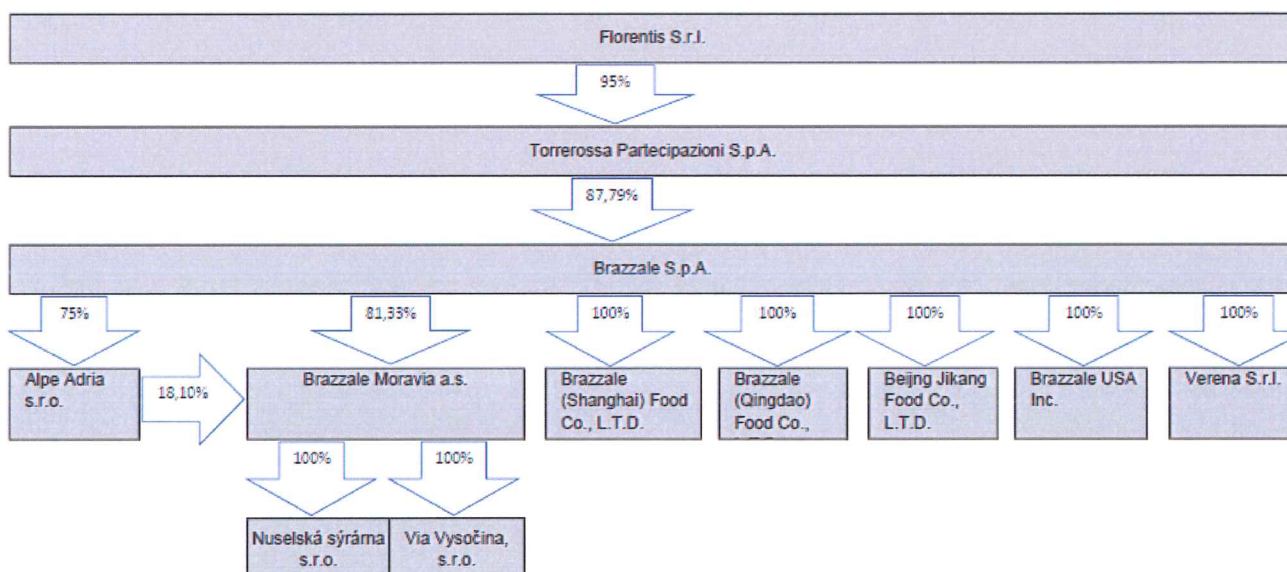 Florentis S.r.l.
95%
Torrerossa Partecipazioni S.p.A.
87,79%
Brazzale S.p.A.
75%
81,33%
100%
100%
100%
100%
100%
Alpe Adria
s.r.o.
18,10%
Brazzale Moravia a.s.
Brazzale
(Shanghai) Food
Co., L.T.D.
Brazzale
(Qingdao)
Food Co.,
Beijng Jikang
Food Co.,
L.T.D.
Brazzale USA
Inc.
Verena S.r.l.
100%
100%
Nuselská sýrárna
s.r.o.
Via Vysočina,
s.r.o.